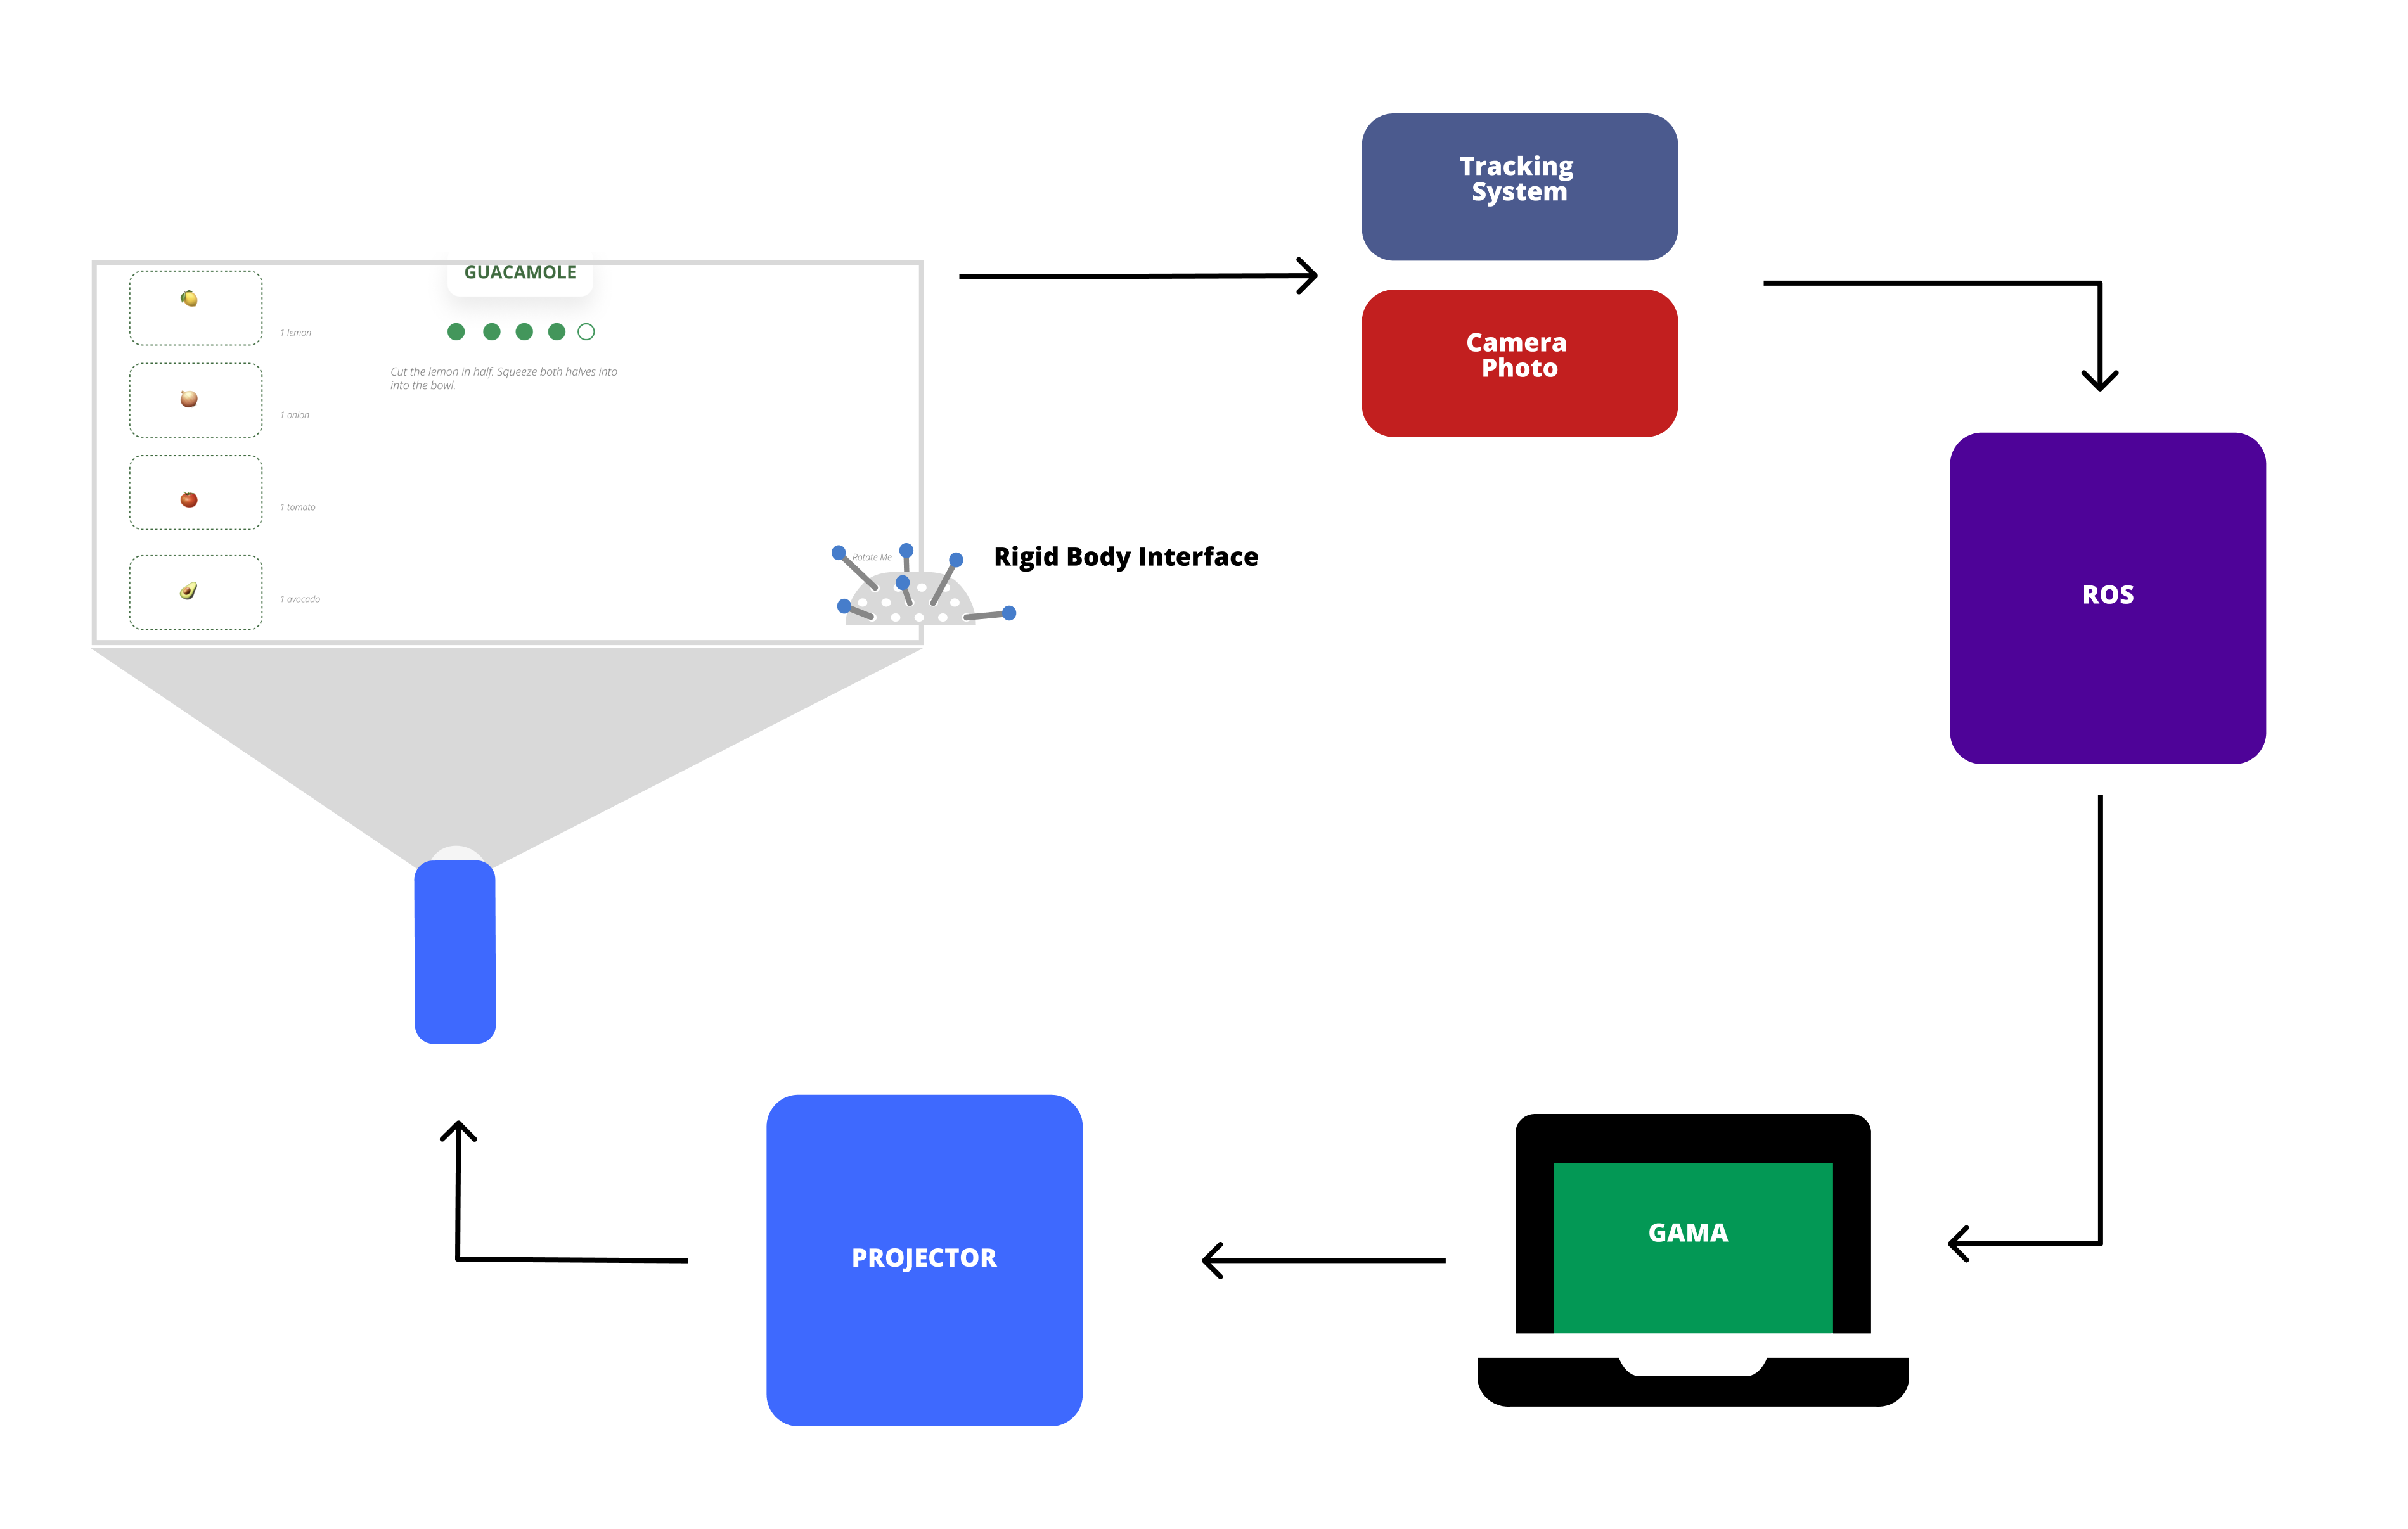 GUACAMOLE
1 lemon
Cut the lemon in half. Squeeze both halves into
into the bowl.
1 onion
1 tomato
1 avocado
Rotate Me
Rigid Body Interface
Tracking
System
Camera
Photo
ROS
GAMA
PROJECTOR